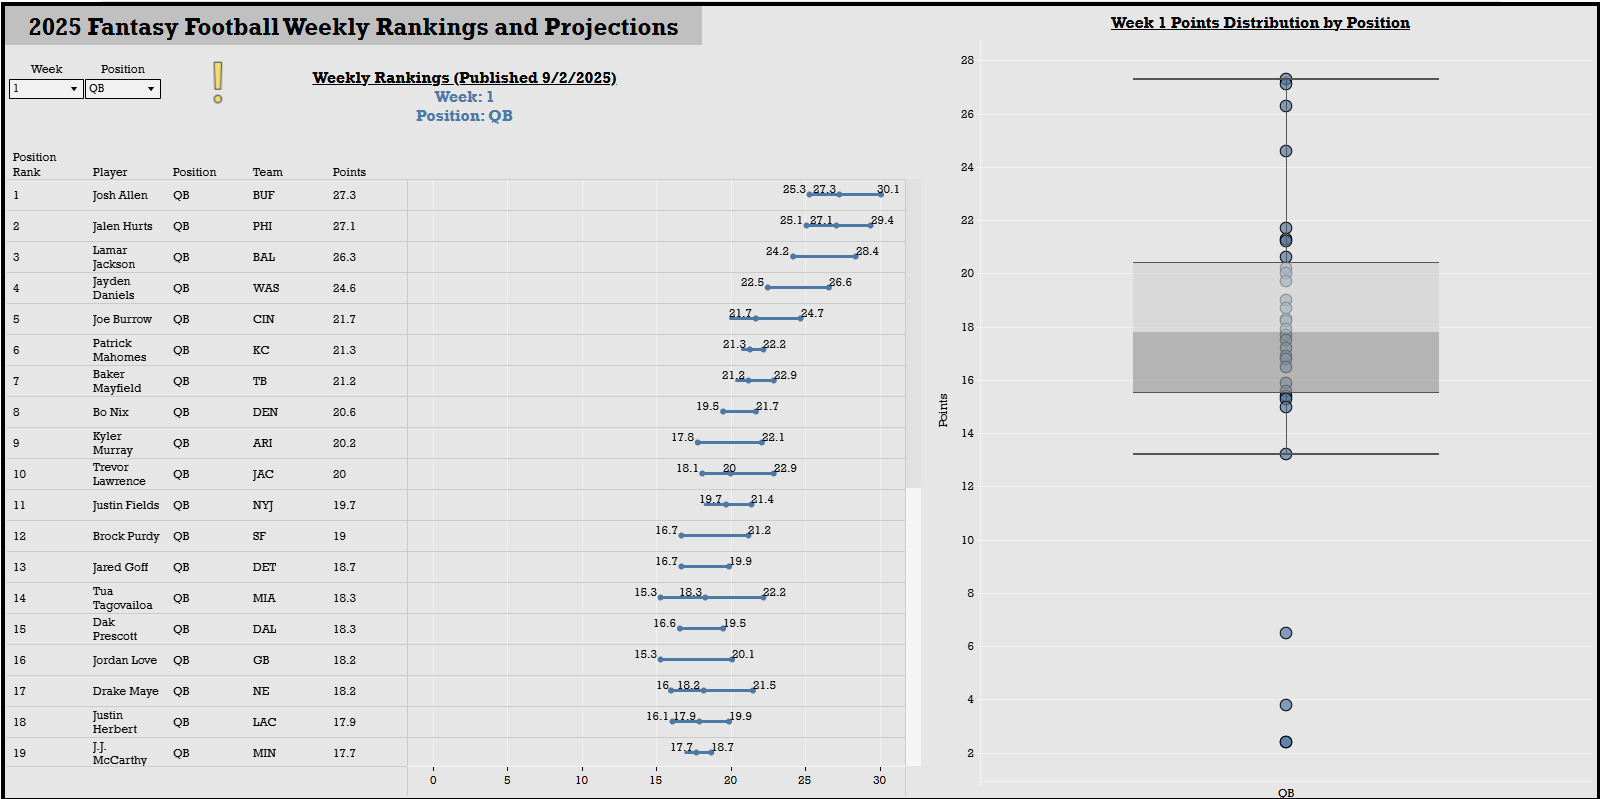 2025 Fantasy Football Weekly Rankings and Projections
Week Position
1 QB
Weekly Rankings (Published 9/2/2025)
Week: 1
Position: QB
Position Rank Player Position Team Points
1 Josh Allen QB BUF 27.3 25.3 27.3 30.1
2 Jalen Hurts QB PHI 27.1 25.1 27.1 29.4
3 Lamar Jackson QB BAL 26.3 24.2 28.4
4 Jayden Daniels QB WAS 24.6 22.5 26.6
5 Joe Burrow QB CIN 21.7 21.7 24.7
6 Patrick Mahomes QB KC 21.3 21.3 22.2
7 Baker Mayfield QB TB 21.2 21.2 22.9
8 Bo Nix QB DEN 20.6 19.5 21.7
9 Kyler Murray QB ARI 20.2 17.8 22.1
10 Trevor Lawrence QB JAC 20 18.1 20 22.9
11 Justin Fields QB NYJ 19.7 19.7 21.4
12 Brock Purdy QB SF 19 16.7 21.2
13 Jared Goff QB DET 18.7 16.7 19.9
14 Tua Tagovailoa QB MIA 18.3 15.3 18.3 22.2
15 Dak Prescott QB DAL 18.3 16.6 19.5
16 Jordan Love QB GB 18.2 15.3 20.1
17 Drake Maye QB NE 18.2 16 18.2 21.5
18 Justin Herbert QB LAC 17.9 16.1 17.9 19.9
19 J.J. McCarthy QB MIN 17.7 17.7 18.7
0 5 10 15 20 25 30
Week 1 Points Distribution by Position
28
26
24
22
20
18
16
14
12
10
8
6
4
2
Points
QB